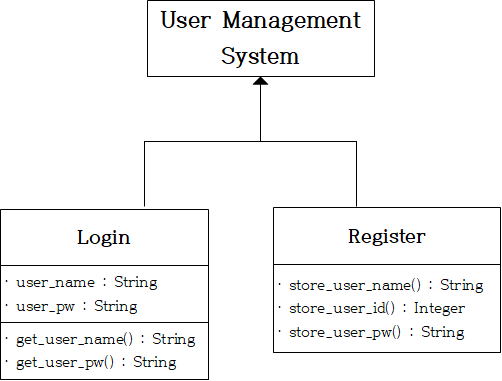 User Management
System
Login
· user_name : String
· user_pw : String
· get_user_name() : String
· get_user_pw() : String
Register
· store_user_name() : String
· store_user_id() : Integer
· store_user_pw() : String